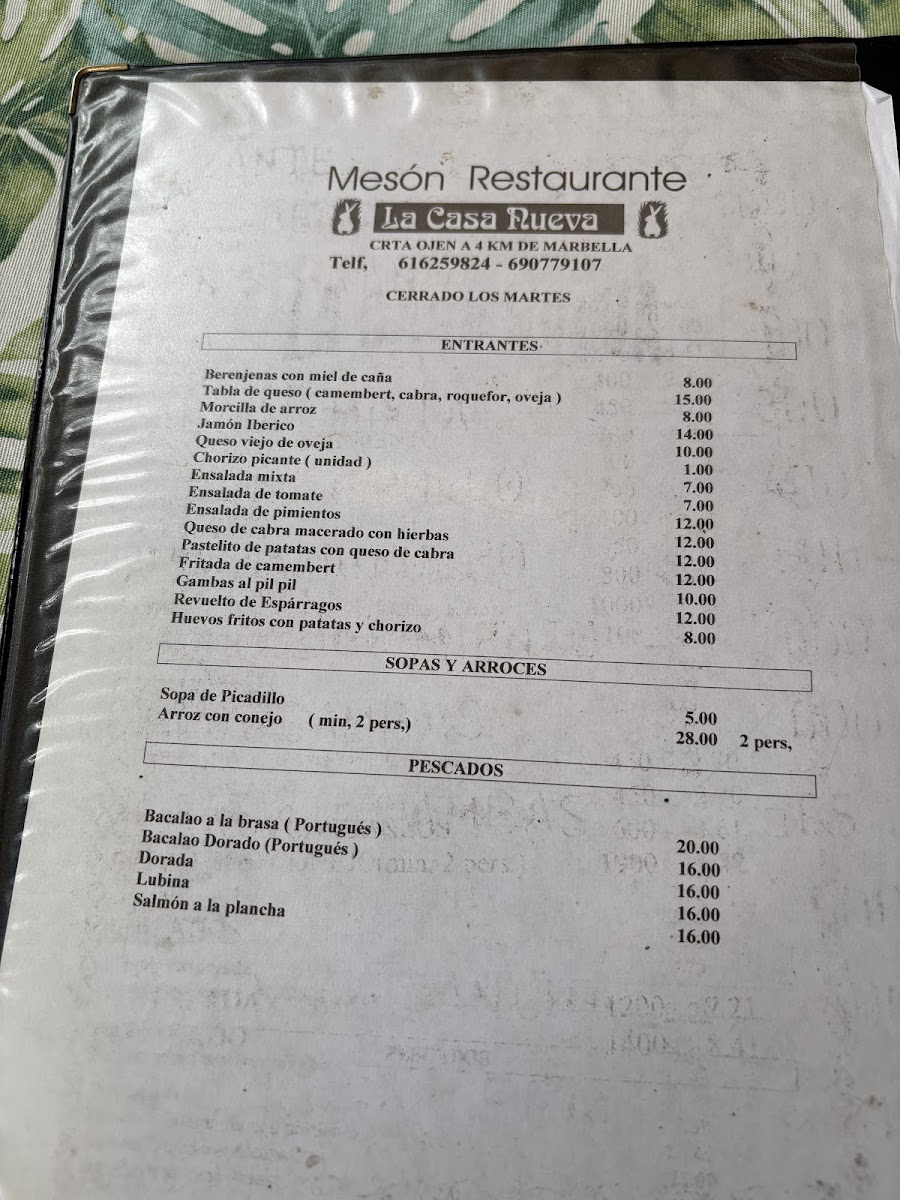 Mesón Restaurante
La Casa Nueva
CRTA OJEN A 4 KM DE MARBELLA
Telf, 616259824 - 690779107
CERRADO LOS MARTES
ENTRANTES
Berenjenas con miel de caña 8.00
Tabla de queso ( camembert, cabra, roquefor, oveja ) 15.00
Morcilla de arroz 8.00
Jamón Iberico 14.00
Queso viejo de oveja 10.00
Chorizo picante ( unidad ) 1.00
Ensalada mixta 7.00
Ensalada de tomate 7.00
Ensalada de pimientos 12.00
Queso de cabra macerado con hierbas 12.00
Pastelito de patatas con queso de cabra 12.00
Fritada de camembert 12.00
Gambas al pil pil 10.00
Revuelto de Espárragos 12.00
Huevos fritos con patatas y chorizo 8.00
SOPAS Y ARROCES
Sopa de Picadillo 5.00
Arroz con conejo ( min, 2 pers,) 28.00 2 pers,
PESCADOS
Bacalao a la brasa ( Portugués ) 20.00
Bacalao Dorado (Portugués ) 16.00
Dorada 16.00
Lubina 16.00
Salmón a la plancha 16.00